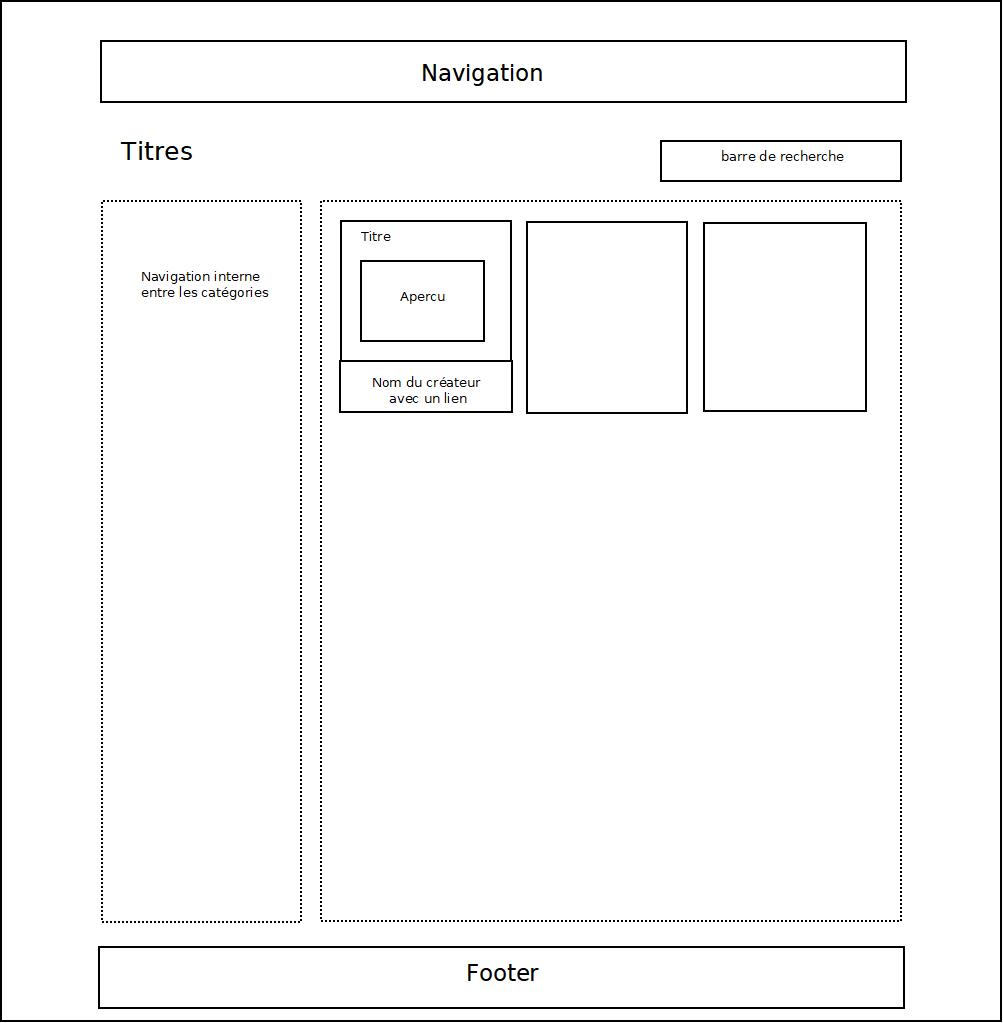 Navigation
Titres
barre de recherche
Navigation interne
entre les catégories
Titre
Apercu
Nom du créateur
avec un lien
Footer